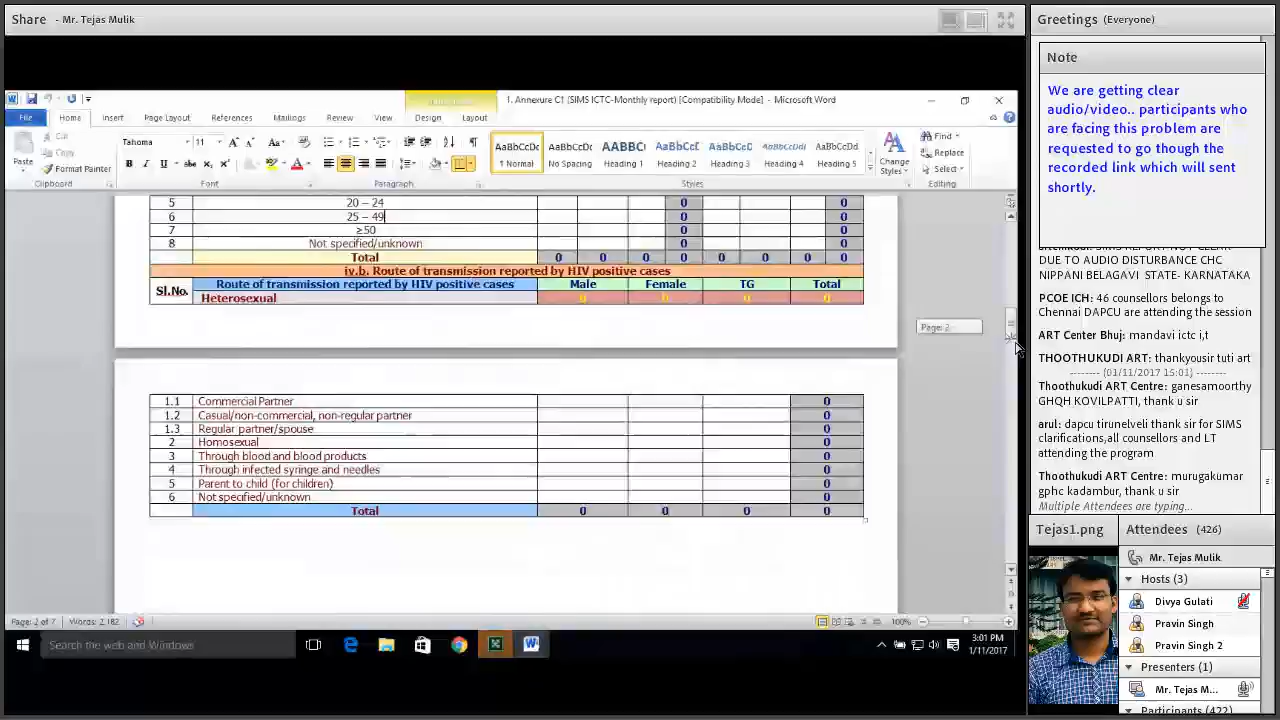 Share - Mr. Tejas Mulik
1. Annexure C1 (SIMS ICTC-Monthly report) [Compatibility Mode] - Microsoft Word
File Home Insert Page Layout References Mailings Review View Design Layout
Paste
Cut
Copy
Format Painter
Clipboard
Tahoma 11
Font
Paragraph
AaBbCcDc AaBbCcDc AaBbC AaBbCc AaBbCcD AaBbCcDd AaBbCcD
¶ Normal No Spacing Heading 1 Heading 2 Heading 3 Heading 4 Heading 5
Styles
Change Styles
Find
Replace
Select
Editing
5 20 – 24 0 0
6 25 – 49 0 0
7 ≥50 0 0
8 Not specified/unknown 0 0
Total 0 0 0 0 0 0 0 0
iv.b. Route of transmission reported by HIV positive cases
Sl.No. Route of transmission reported by HIV positive cases Male Female TG Total
Heterosexual 0 0 0 0
Page: 2
1.1 Commercial Partner 0
1.2 Casual/non-commercial, non-regular partner 0
1.3 Regular partner/spouse 0
2 Homosexual 0
3 Through blood and blood products 0
4 Through infected syringe and needles 0
5 Parent to child (for children) 0
6 Not specified/unknown 0
Total 0 0 0 0
Page: 2 of 7 Words: 2,182 100%
Search the web and Windows
3:01 PM
1/11/2017
Greetings (Everyone)
Note
We are getting clear
audio/video.. participants who
are facing this problem are
requested to go though the
recorded link which will sent
shortly.
DUE TO AUDIO DISTURBANCE CHC
NIPPANI BELAGAVI STATE- KARNATAKA
PCOE ICH: 46 counsellors belongs to
Chennai DAPCU are attending the session
ART Center Bhuj: mandavi ictc i,t
THOOTHUKUDI ART: thankyousir tuti art
-------- (01/11/2017 15:01) --------
Thoothukudi ART Centre: ganesamoorthy
GHQH KOVILPATTI, thank u sir
arul: dapcu tirunelveli thank sir for SIMS
clarifications,all counsellors and LT
attending the program
Thoothukudi ART Centre: murugakumar
gphc kadambur, thank u sir
Multiple Attendees are typing...
Tejas1.png
Attendees (426)
Mr. Tejas Mulik
Hosts (3)
Divya Gulati
Pravin Singh
Pravin Singh 2
Presenters (1)
Mr. Tejas M...
Participants (422)